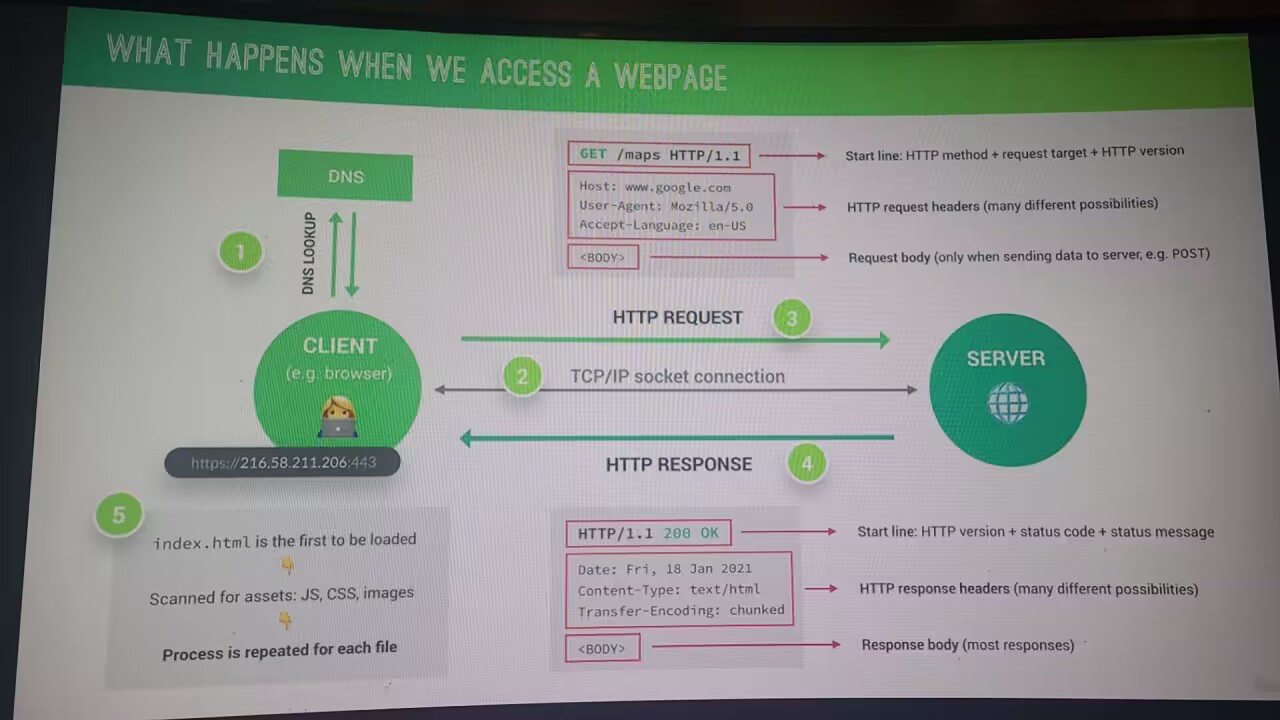 WHAT HAPPENS WHEN WE ACCESS A WEBPAGE
DNS
1
DNS LOOKUP
CLIENT
(e.g. browser)
https://216.58.211.206:443
GET /maps HTTP/1.1
Start line: HTTP method + request target + HTTP version
Host: www.google.com
User-Agent: Mozilla/5.0
Accept-Language: en-US
HTTP request headers (many different possibilities)
<BODY>
Request body (only when sending data to server, e.g. POST)
HTTP REQUEST
3
2
TCP/IP socket connection
SERVER
HTTP RESPONSE
4
5
index.html is the first to be loaded
Scanned for assets: JS, CSS, images
Process is repeated for each file
HTTP/1.1 200 OK
Start line: HTTP version + status code + status message
Date: Fri, 18 Jan 2021
Content-Type: text/html
Transfer-Encoding: chunked
HTTP response headers (many different possibilities)
<BODY>
Response body (most responses)